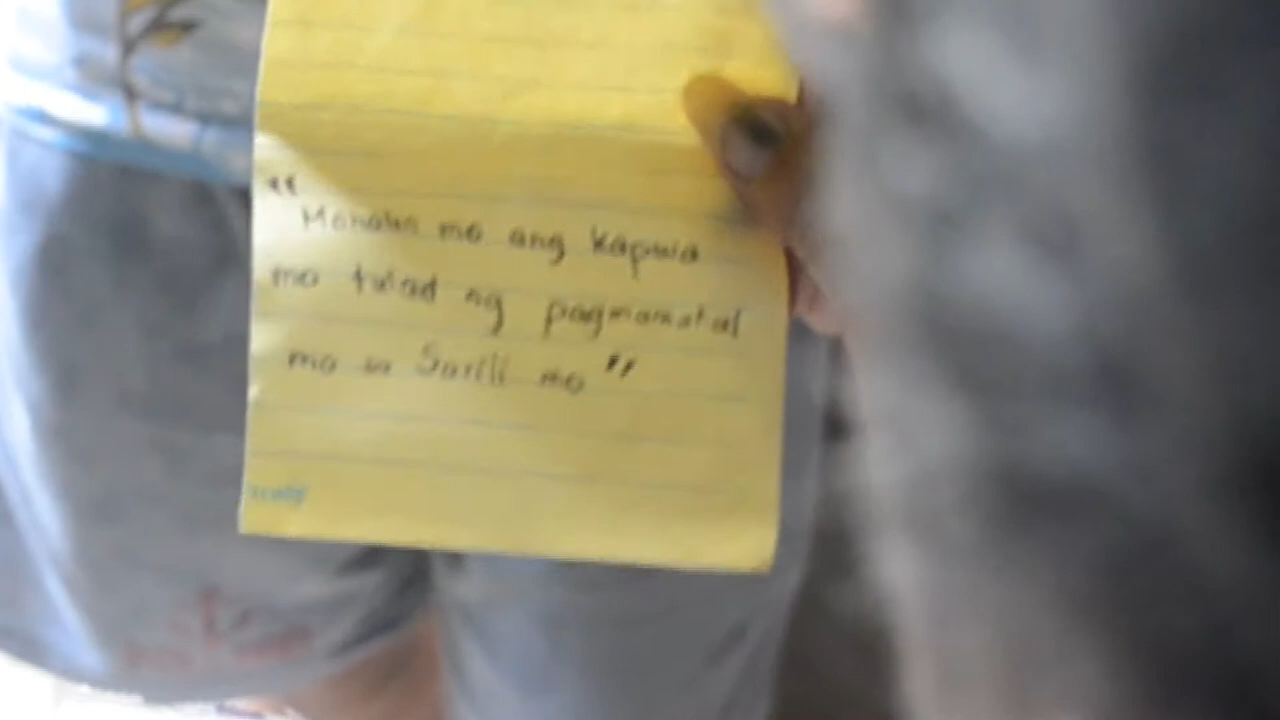 “Mahalin mo ang kapwa
mo tulad ng pagmamahal
mo sa Sarili mo”